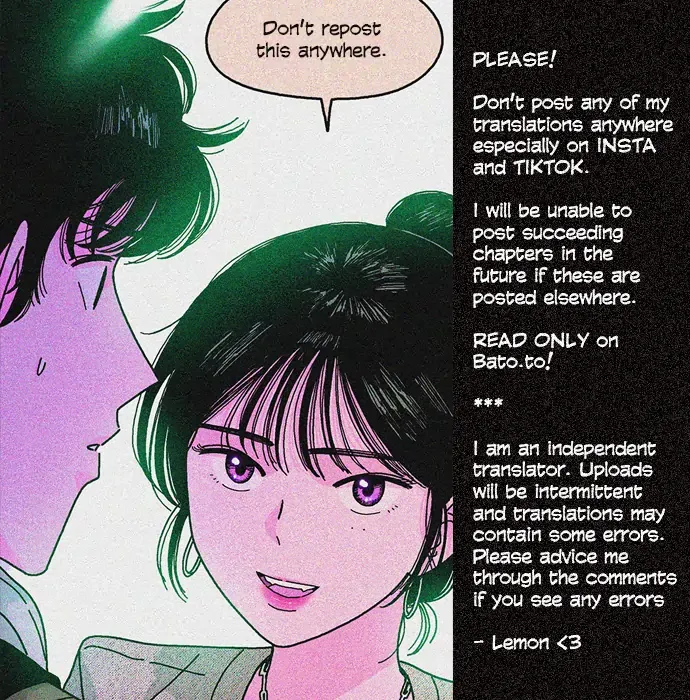 Don't repost
this anywhere.
PLEASE!
Don't post any of my
translations anywhere
especially on INSTA
and TIKTOK.
I will be unable to
post succeeding
chapters in the
future if these are
posted elsewhere.
READ ONLY on
Bato.to!
***
I am an independent
translator. Uploads
will be intermittent
and translations may
contain some errors.
Please advice me
through the comments
if you see any errors
- Lemon <3